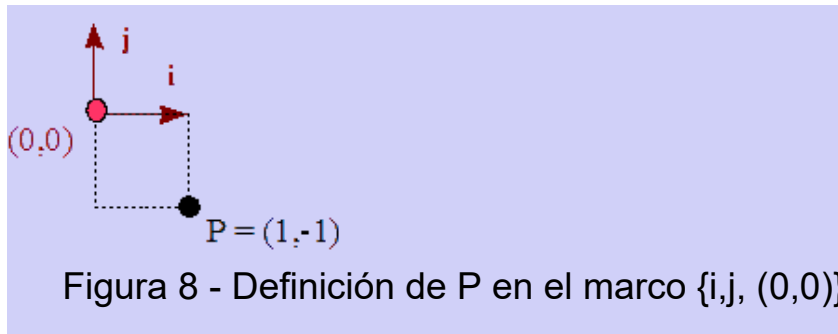 j
i
(0,0)
P = (1,-1)
Figura 8 - Definición de P en el marco {i,j, (0,0)}